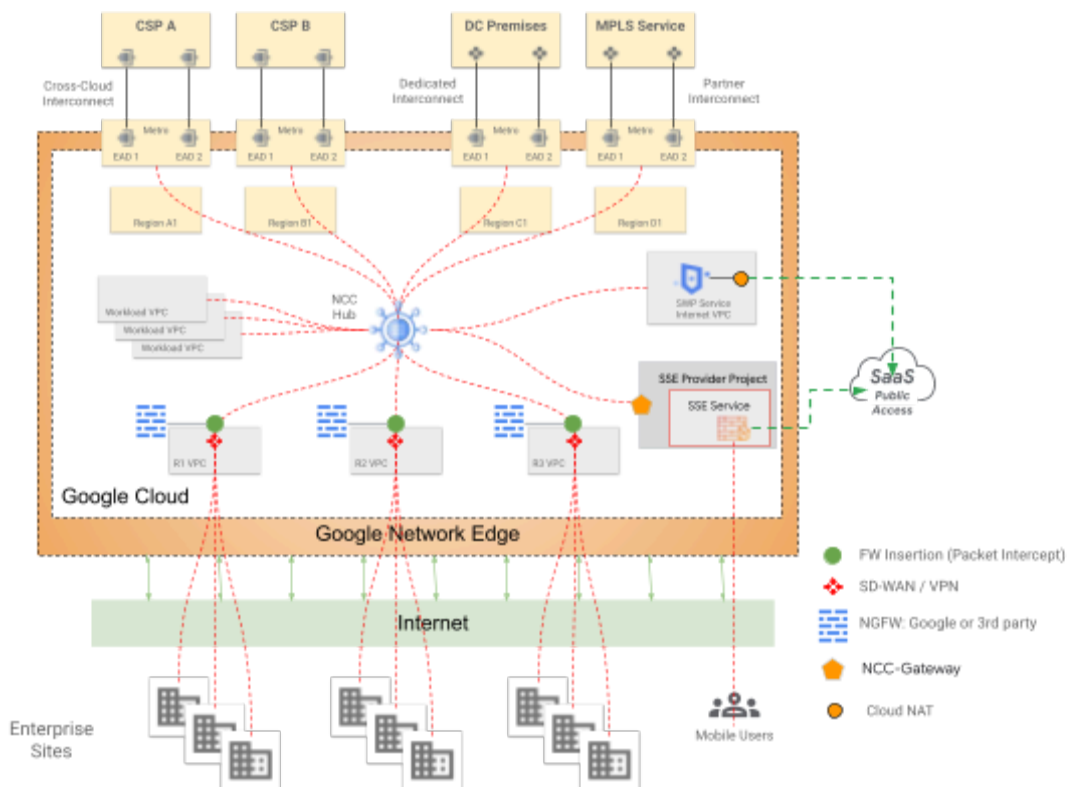 CSP A
CSP B
DC Premises
MPLS Service
Cross-Cloud
Interconnect
Dedicated
Interconnect
Partner
Interconnect
Metro
EAD 1
EAD 2
Metro
EAD 1
EAD 2
Metro
EAD 1
EAD 2
Metro
EAD 1
EAD 2
Region A1
Region B1
Region C1
Region D1
Workload VPC
Workload VPC
Workload VPC
NCC
Hub
SWP Service
Internet VPC
SSE Provider Project
SSE Service
SaaS
Public
Access
R1 VPC
R2 VPC
R3 VPC
Google Cloud
Google Network Edge
Internet
Enterprise
Sites
Mobile Users
FW Insertion (Packet Intercept)
SD-WAN / VPN
NGFW: Google or 3rd party
NCC-Gateway
Cloud NAT